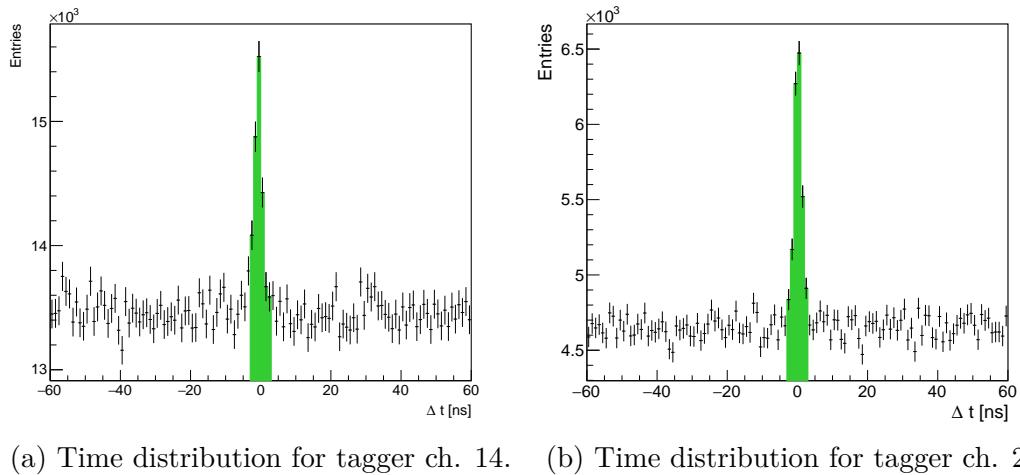 ×10³
Entries
15
14
13
−60 −40 −20 0 20 40 60
Δ t [ns]
(a) Time distribution for tagger ch. 14.
×10³
Entries
6.5
6
5.5
5
4.5
−60 −40 −20 0 20 40 60
Δ t [ns]
(b) Time distribution for tagger ch. 2